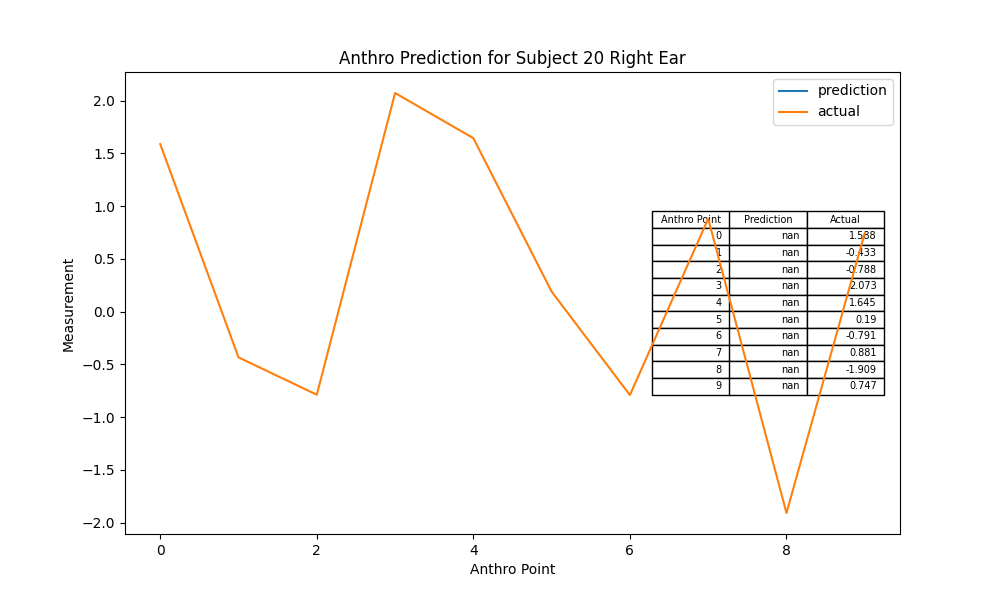 Anthro Prediction for Subject 20 Right Ear
prediction
actual
2.0
1.5
1.0
0.5
0.0
−0.5
−1.0
−1.5
−2.0
Measurement
Anthro Point Prediction Actual
0 nan 1.588
1 nan -0.433
2 nan -0.788
3 nan 2.073
4 nan 1.645
5 nan 0.19
6 nan -0.791
7 nan 0.881
8 nan -1.909
9 nan 0.747
0 2 4 6 8
Anthro Point